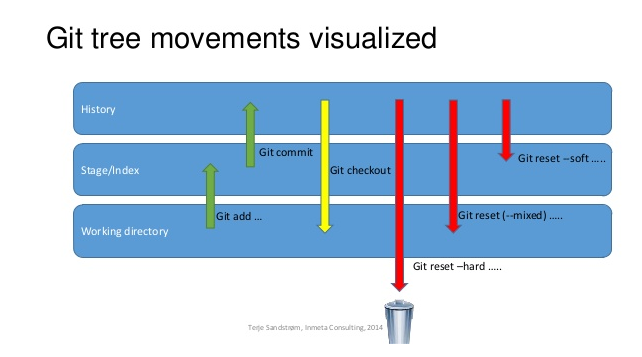 Git tree movements visualized
History
Git commit
Git reset --soft .....
Stage/Index
Git checkout
Git add ...
Git reset (--mixed) .....
Working directory
Git reset –hard .....
Terje Sandstrøm, Inmeta Consulting, 2014